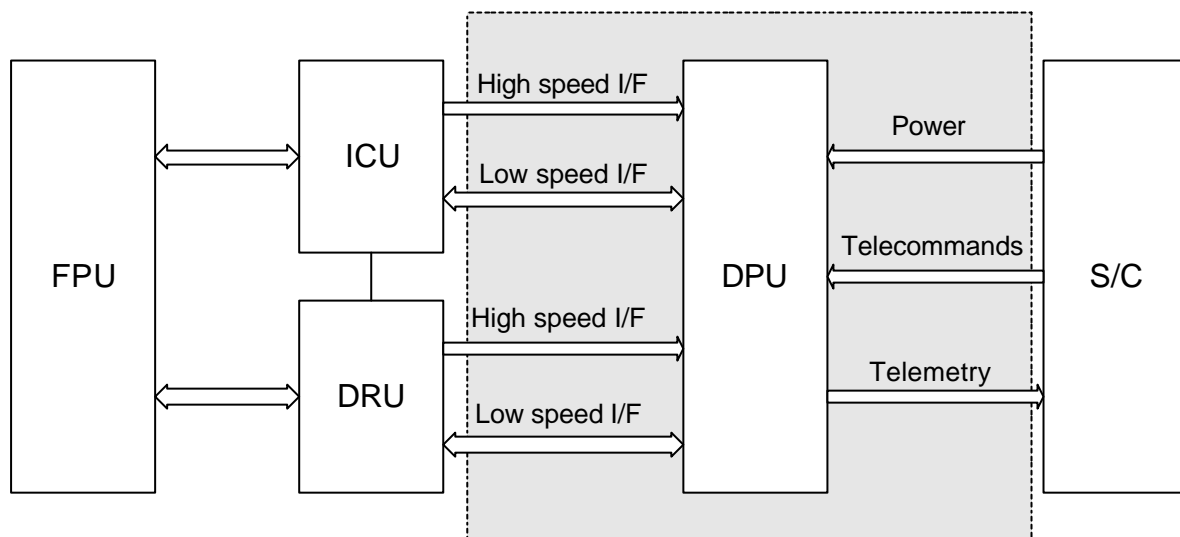 High speed I/F
Power
ICU
Low speed I/F
Telecommands
FPU
DPU
S/C
High speed I/F
Telemetry
DRU
Low speed I/F